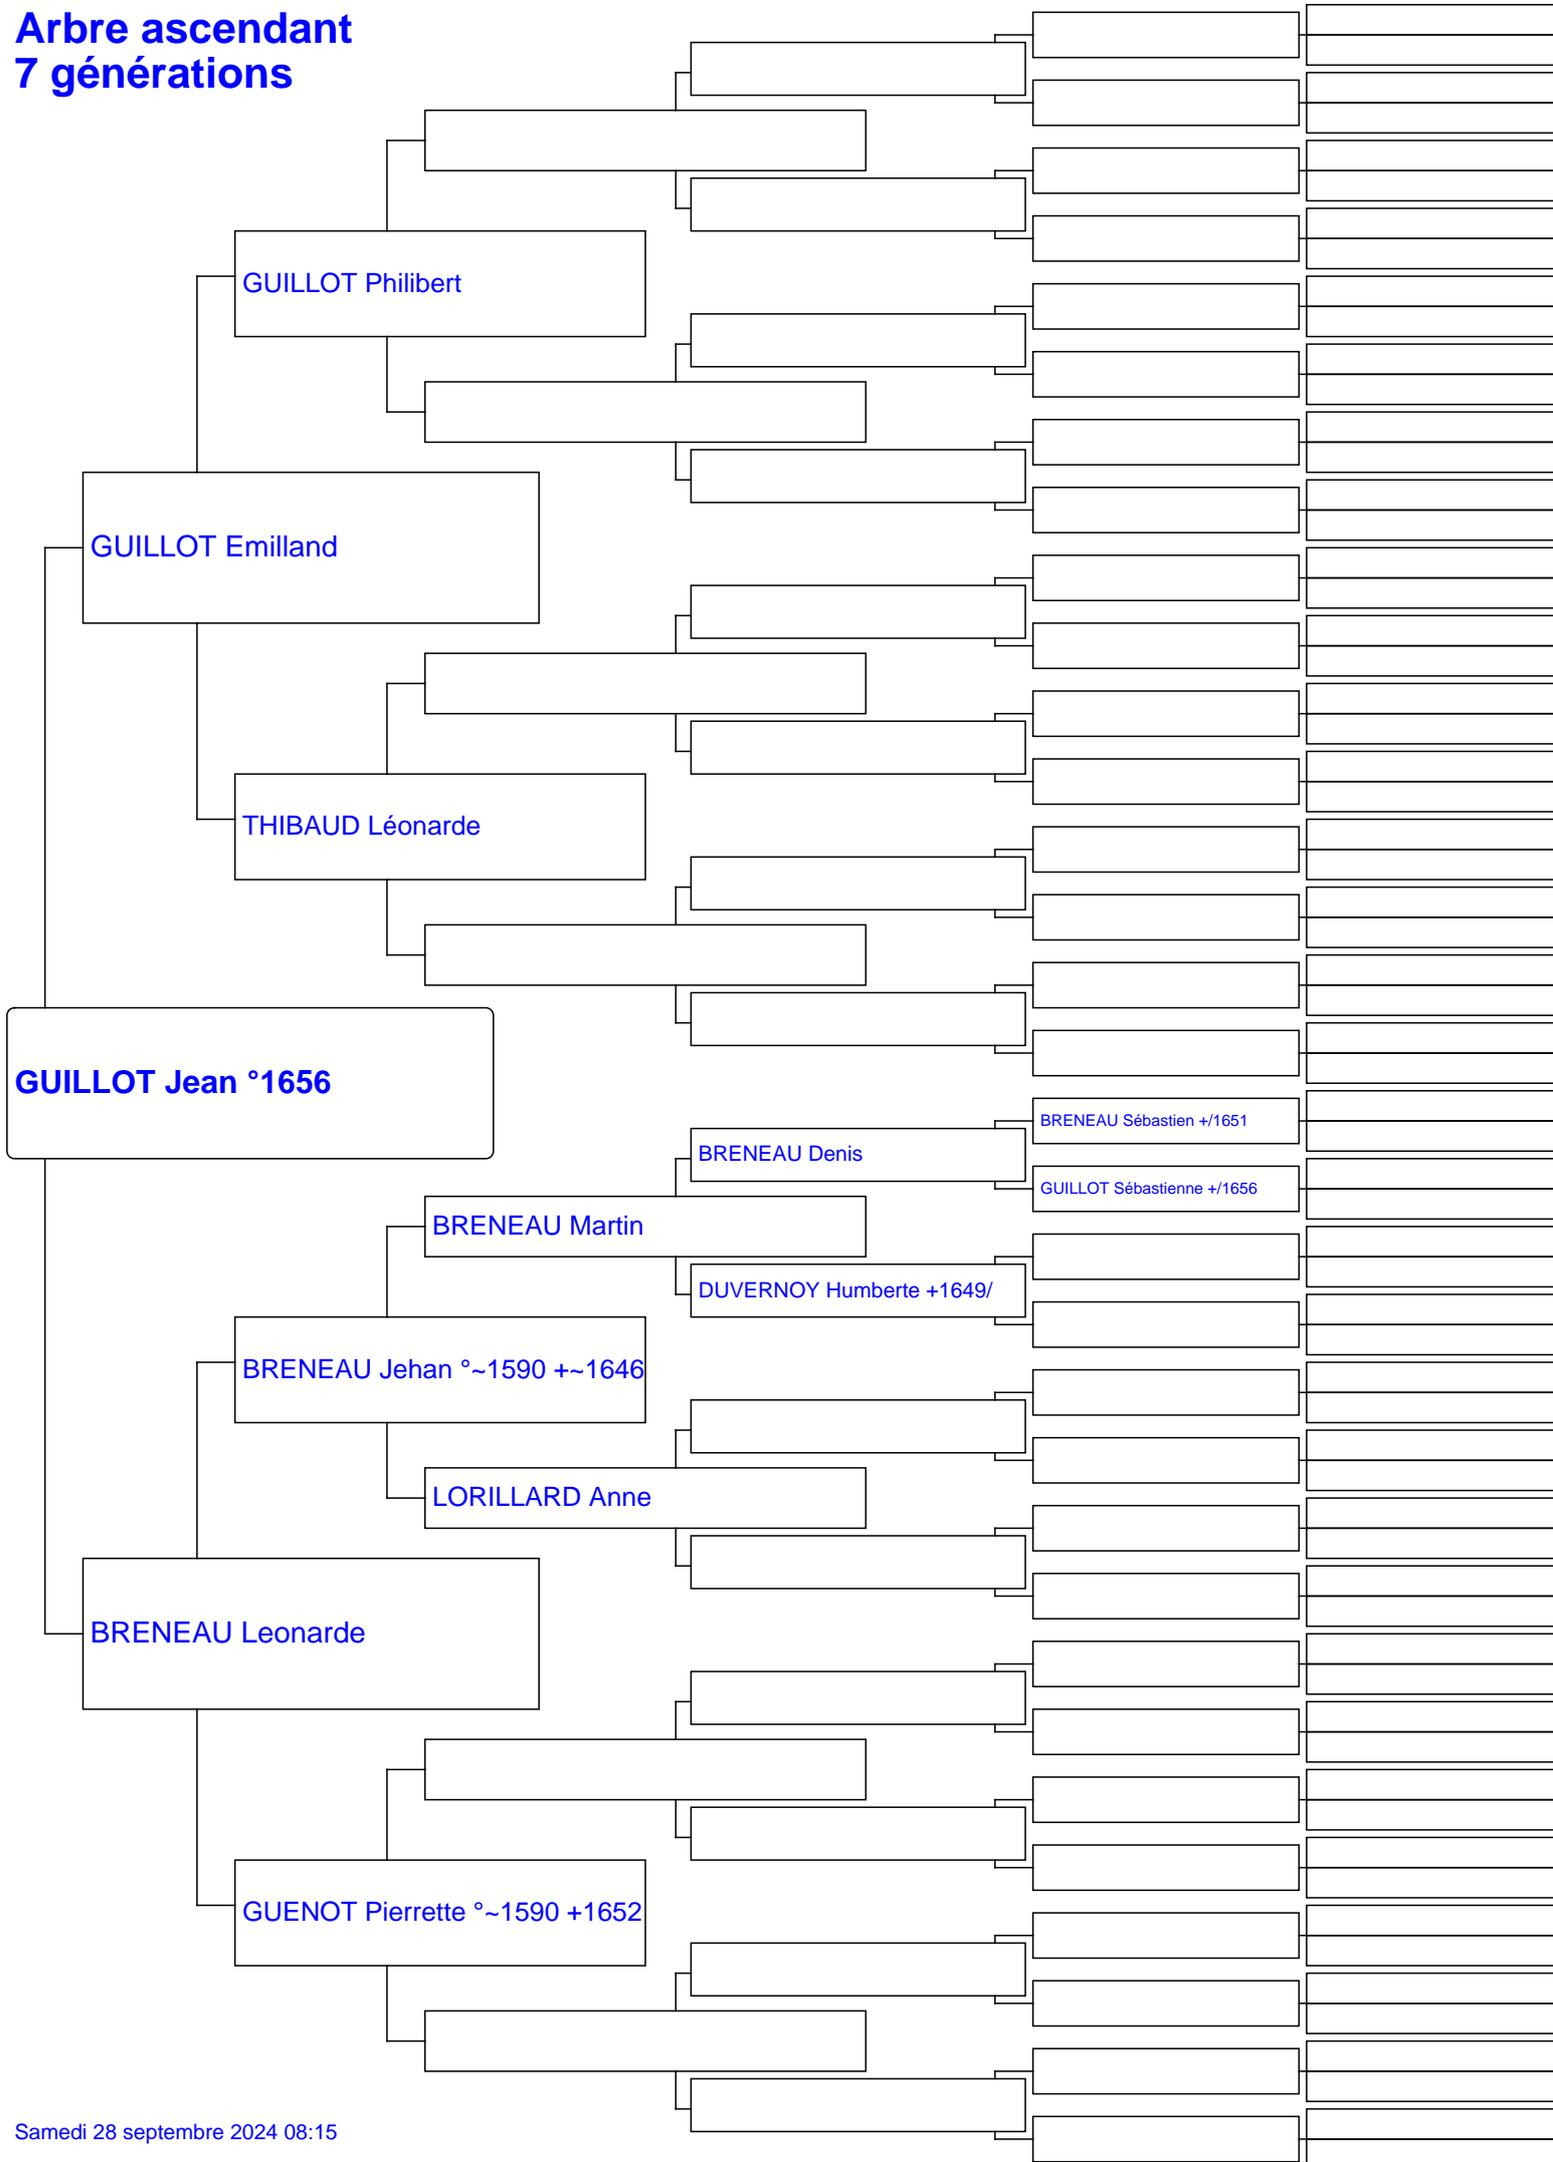 Arbre ascendant
7 générations
GUILLOT Philibert
GUILLOT Emilland
THIBAUD Léonarde
GUILLOT Jean °1656
BRENEAU Sébastien +/1651
BRENEAU Denis
GUILLOT Sébastienne +/1656
BRENEAU Martin
DUVERNOY Humberte +1649/
BRENEAU Jehan °~1590 +~1646
LORILLARD Anne
BRENEAU Leonarde
GUENOT Pierrette °~1590 +1652
Samedi 28 septembre 2024 08:15